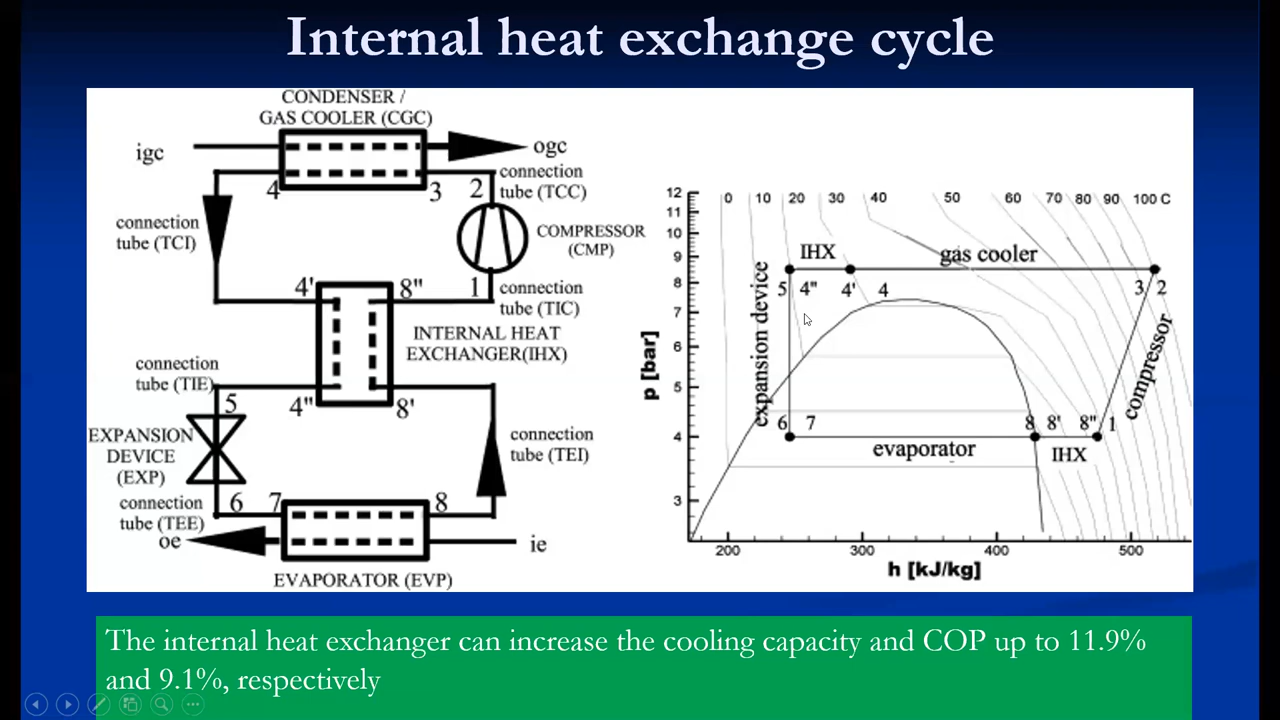 Internal heat exchange cycle
CONDENSER /
GAS COOLER (CGC)
igc
ogc
connection
tube (TCC)
4
3
2
connection
tube (TCI)
COMPRESSOR
(CMP)
4'
8"
1
connection
tube (TIC)
INTERNAL HEAT
EXCHANGER(IHX)
connection
tube (TIE)
5
4"
8'
EXPANSION
DEVICE
(EXP)
connection
tube (TEI)
connection
tube (TEE)
6
7
8
oe
ie
EVAPORATOR (EVP)
12
11
10
9
8
7
6
5
4
3
p [bar]
0 10 20 30 40 50 60 70 80 90 100 C
IHX
gas cooler
5 4" 4' 4
3 2
expansion device
compressor
6 7
8 8' 8" 1
evaporator
IHX
200 300 400 500
h [kJ/kg]
The internal heat exchanger can increase the cooling capacity and COP up to 11.9%
and 9.1%, respectively